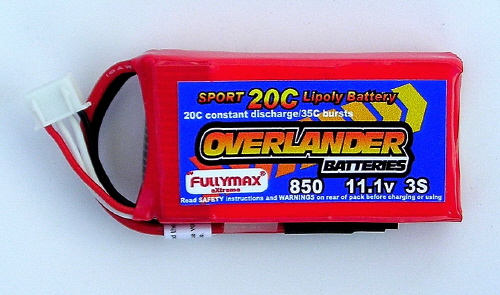 SPORT 20C Lipoly Battery
20C constant discharge/35C bursts
OVERLANDER
BATTERIES
FULLYMAX
eXtreme
850 11.1v 3S
Read SAFETY instructions and WARNINGS on rear of pack before charging or using